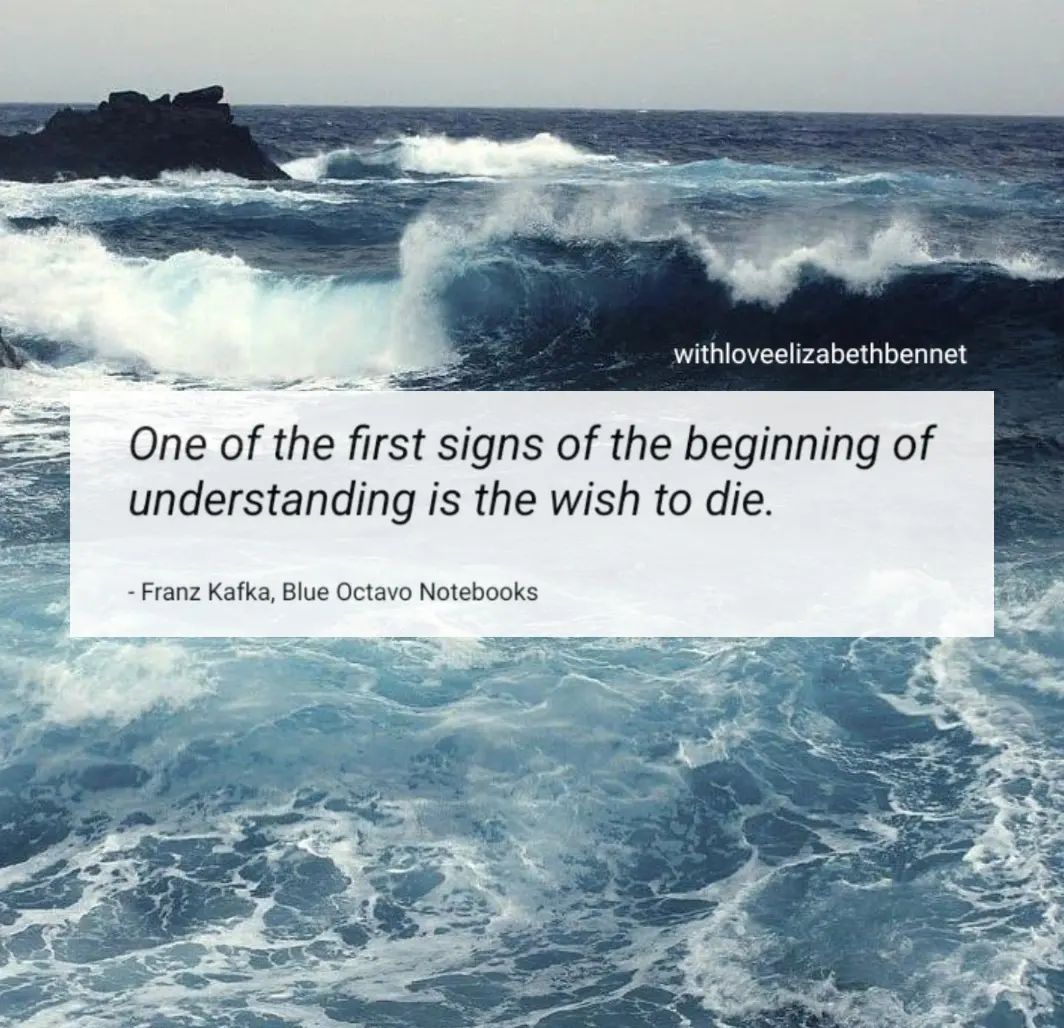 withloveelizabethbennet
One of the first signs of the beginning of
understanding is the wish to die.
- Franz Kafka, Blue Octavo Notebooks